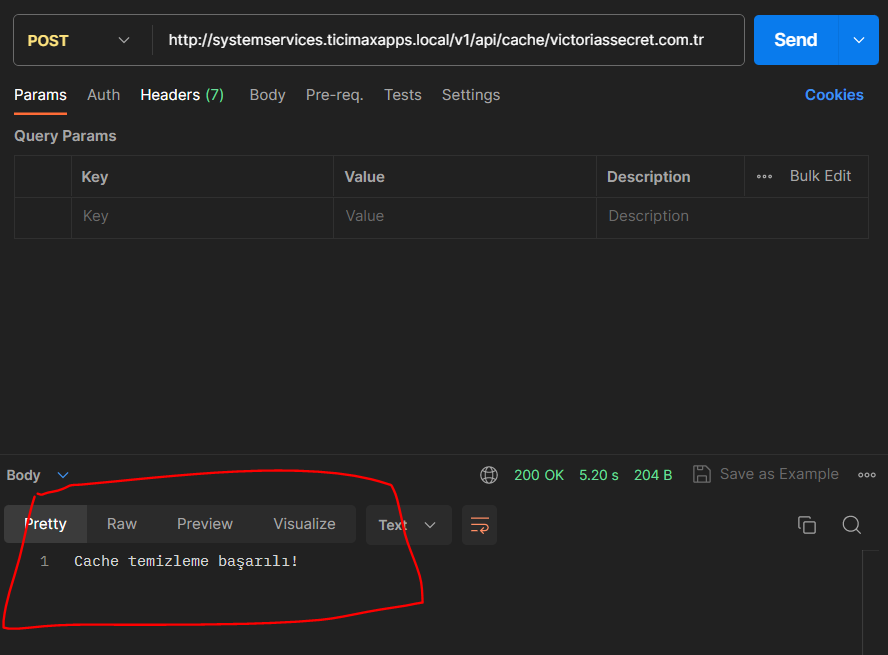 POST http://systemservices.ticimaxapps.local/v1/api/cache/victoriassecret.com.tr Send
Params Auth Headers (7) Body Pre-req. Tests Settings Cookies
Query Params
Key Value Description Bulk Edit
Key Value Description
Body 200 OK 5.20 s 204 B Save as Example
Pretty Raw Preview Visualize Text
1 Cache temizleme başarılı!